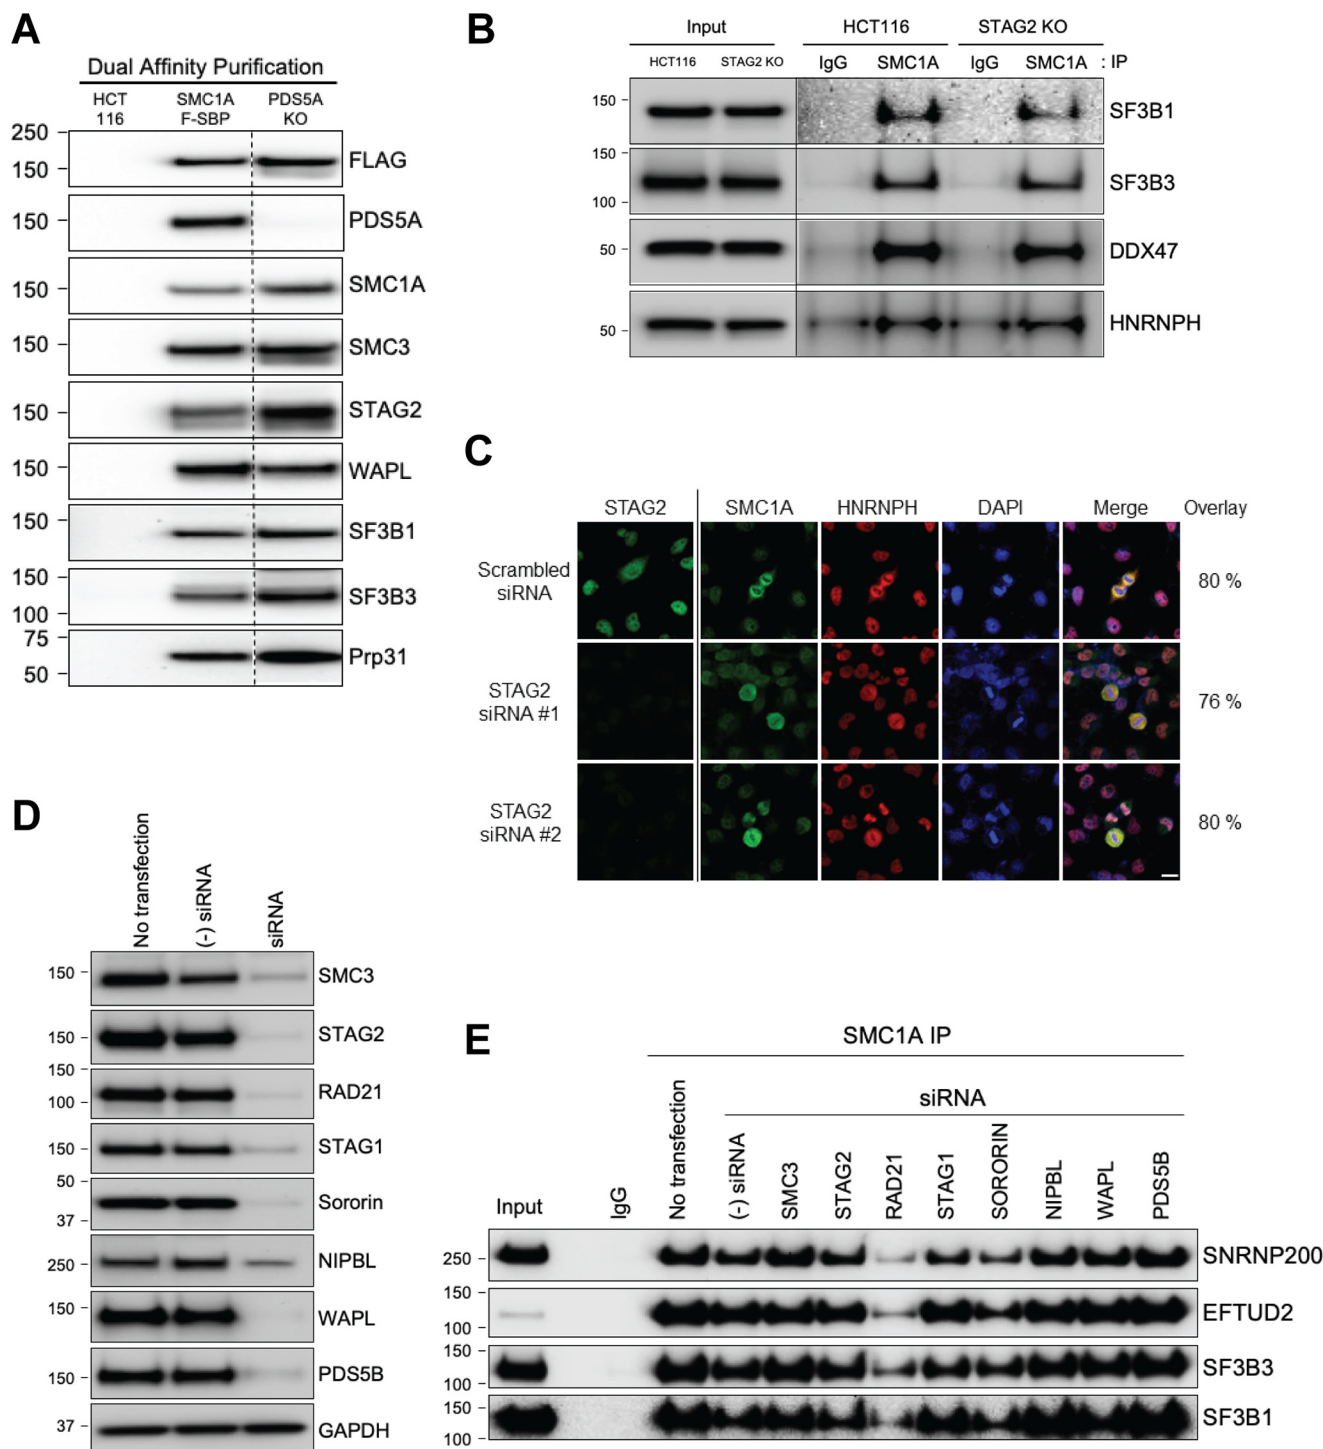 A
Dual Affinity Purification
HCT 116
SMC1A F-SBP
PDS5A KO
250
150
FLAG
150
PDS5A
150
SMC1A
150
SMC3
150
STAG2
150
WAPL
150
SF3B1
150
100
SF3B3
75
50
Prp31
B
Input
HCT116
STAG2 KO
HCT116 STAG2 KO
IgG SMC1A IgG SMC1A : IP
150
SF3B1
150
100
SF3B3
50
DDX47
50
HNRNPH
C
STAG2 SMC1A HNRNPH DAPI Merge Overlay
Scrambled
siRNA
80 %
STAG2
siRNA #1
76 %
STAG2
siRNA #2
80 %
D
No transfection
(-) siRNA
siRNA
150
SMC3
150
STAG2
150
100
RAD21
150
STAG1
50
37
Sororin
250
NIPBL
150
WAPL
150
PDS5B
37
GAPDH
E
SMC1A IP
siRNA
Input
IgG
No transfection
(-) siRNA
SMC3
STAG2
RAD21
STAG1
SORORIN
NIPBL
WAPL
PDS5B
250
SNRNP200
150
100
EFTUD2
150
100
SF3B3
150
100
SF3B1